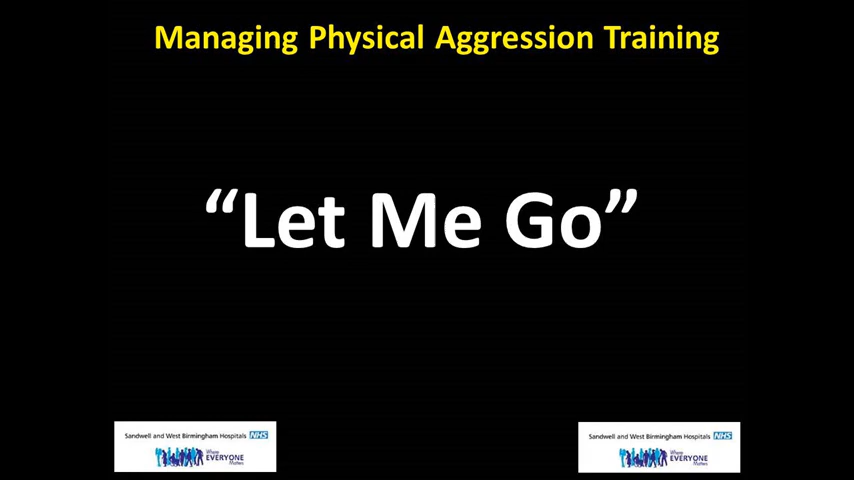 Managing Physical Aggression Training
“Let Me Go”
Sandwell and West Birmingham Hospitals NHS
Where
EVERYONE
Matters
Sandwell and West Birmingham Hospitals NHS
Where
EVERYONE
Matters